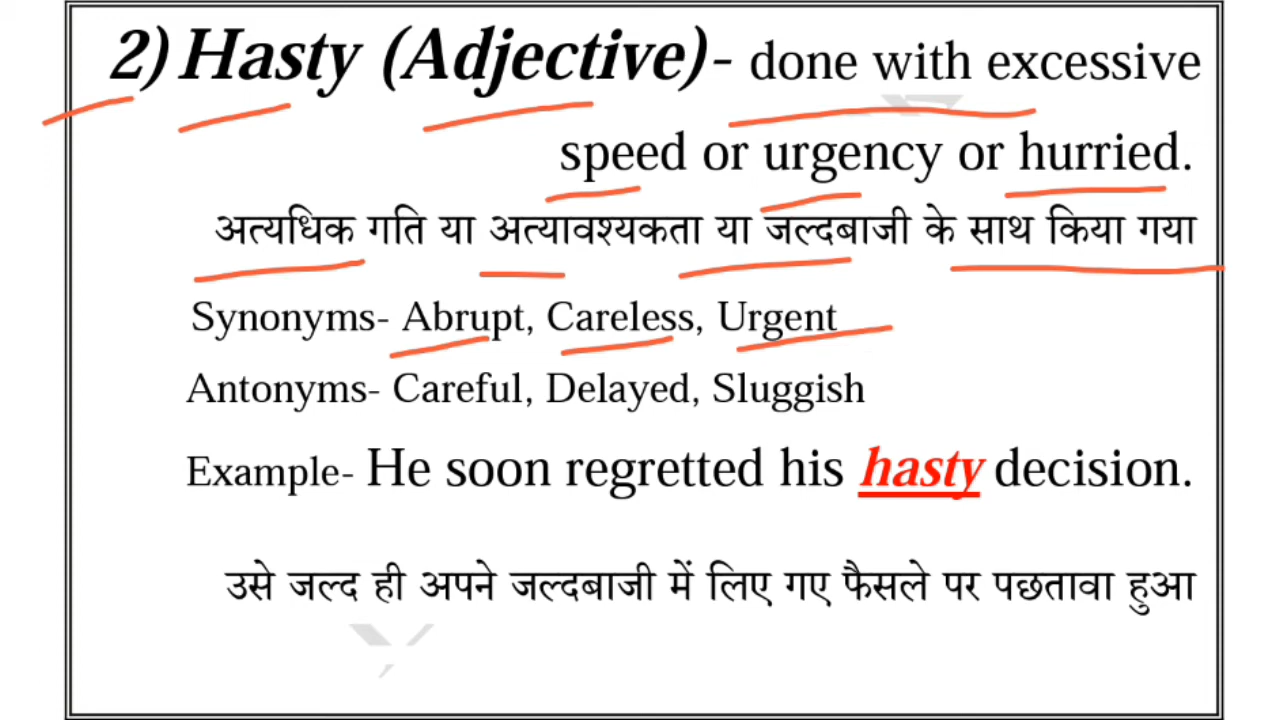 2) Hasty (Adjective)- done with excessive
speed or urgency or hurried.
अत्यधिक गति या अत्यावश्यकता या जल्दबाजी के साथ किया गया
Synonyms- Abrupt, Careless, Urgent
Antonyms- Careful, Delayed, Sluggish
Example- He soon regretted his hasty decision.
उसे जल्द ही अपने जल्दबाजी में लिए गए फैसले पर पछतावा हुआ